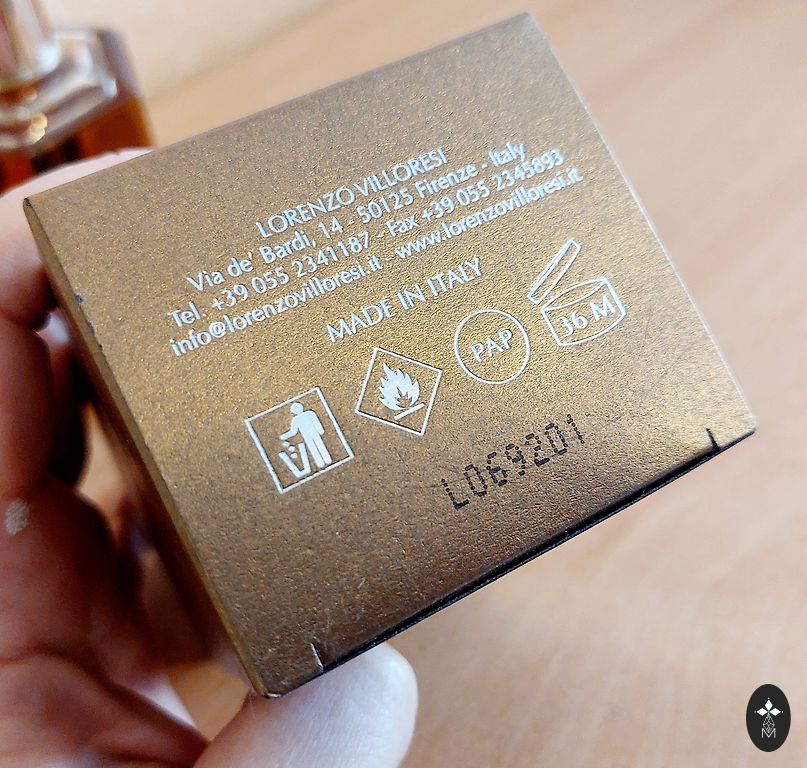 LORENZO VILLORESI
Via de' Bardi, 14 50125 Firenze - Italy
Tel. +39 055 2341187 - Fax +39 055 2345893
info@lorenzovilloresi.it www.lorenzovilloresi.it
MADE IN ITALY
PAP
36 M
L069201
M